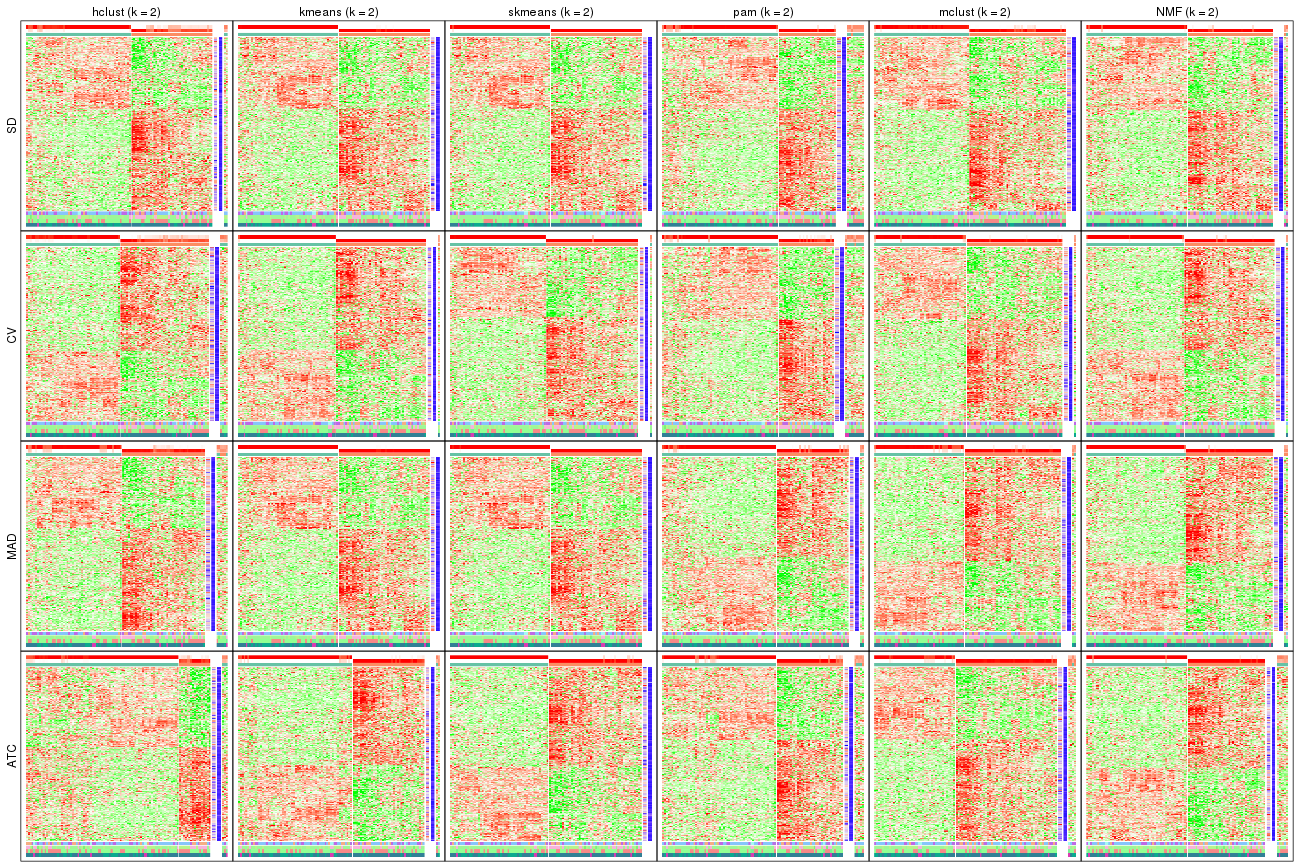 hclust (k = 2) kmeans (k = 2) skmeans (k = 2) pam (k = 2) mclust (k = 2) NMF (k = 2)
SD
CV
MAD
ATC